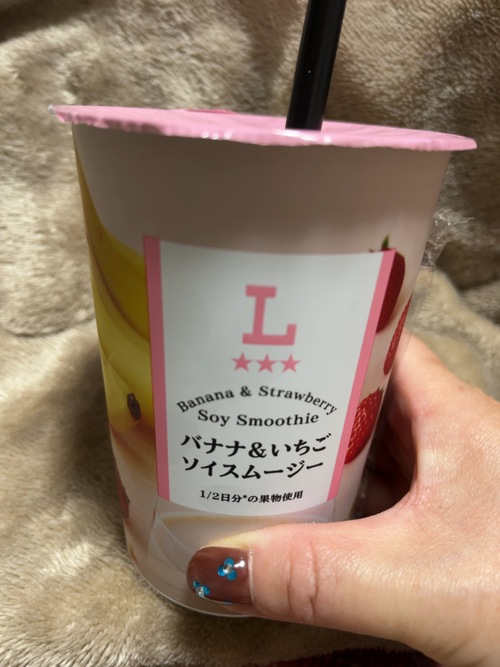 L
★★★
Banana & Strawberry
Soy Smoothie
バナナ&いちご
ソイスムージー
1/2日分*の果物使用